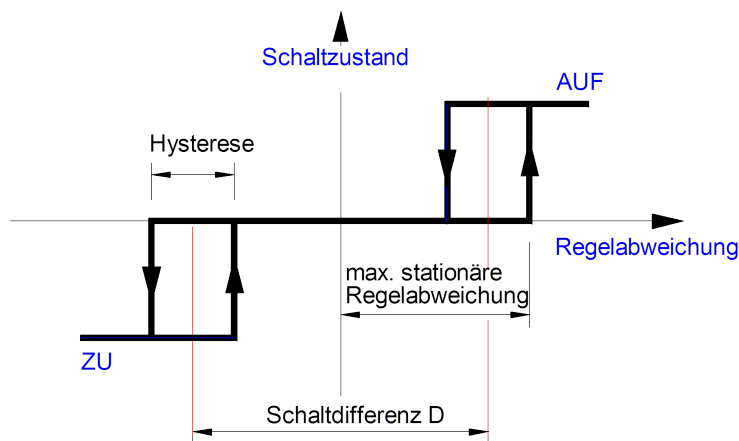 Schaltzustand
AUF
Hysterese
Regelabweichung
max. stationäre
Regelabweichung
ZU
Schaltdifferenz D